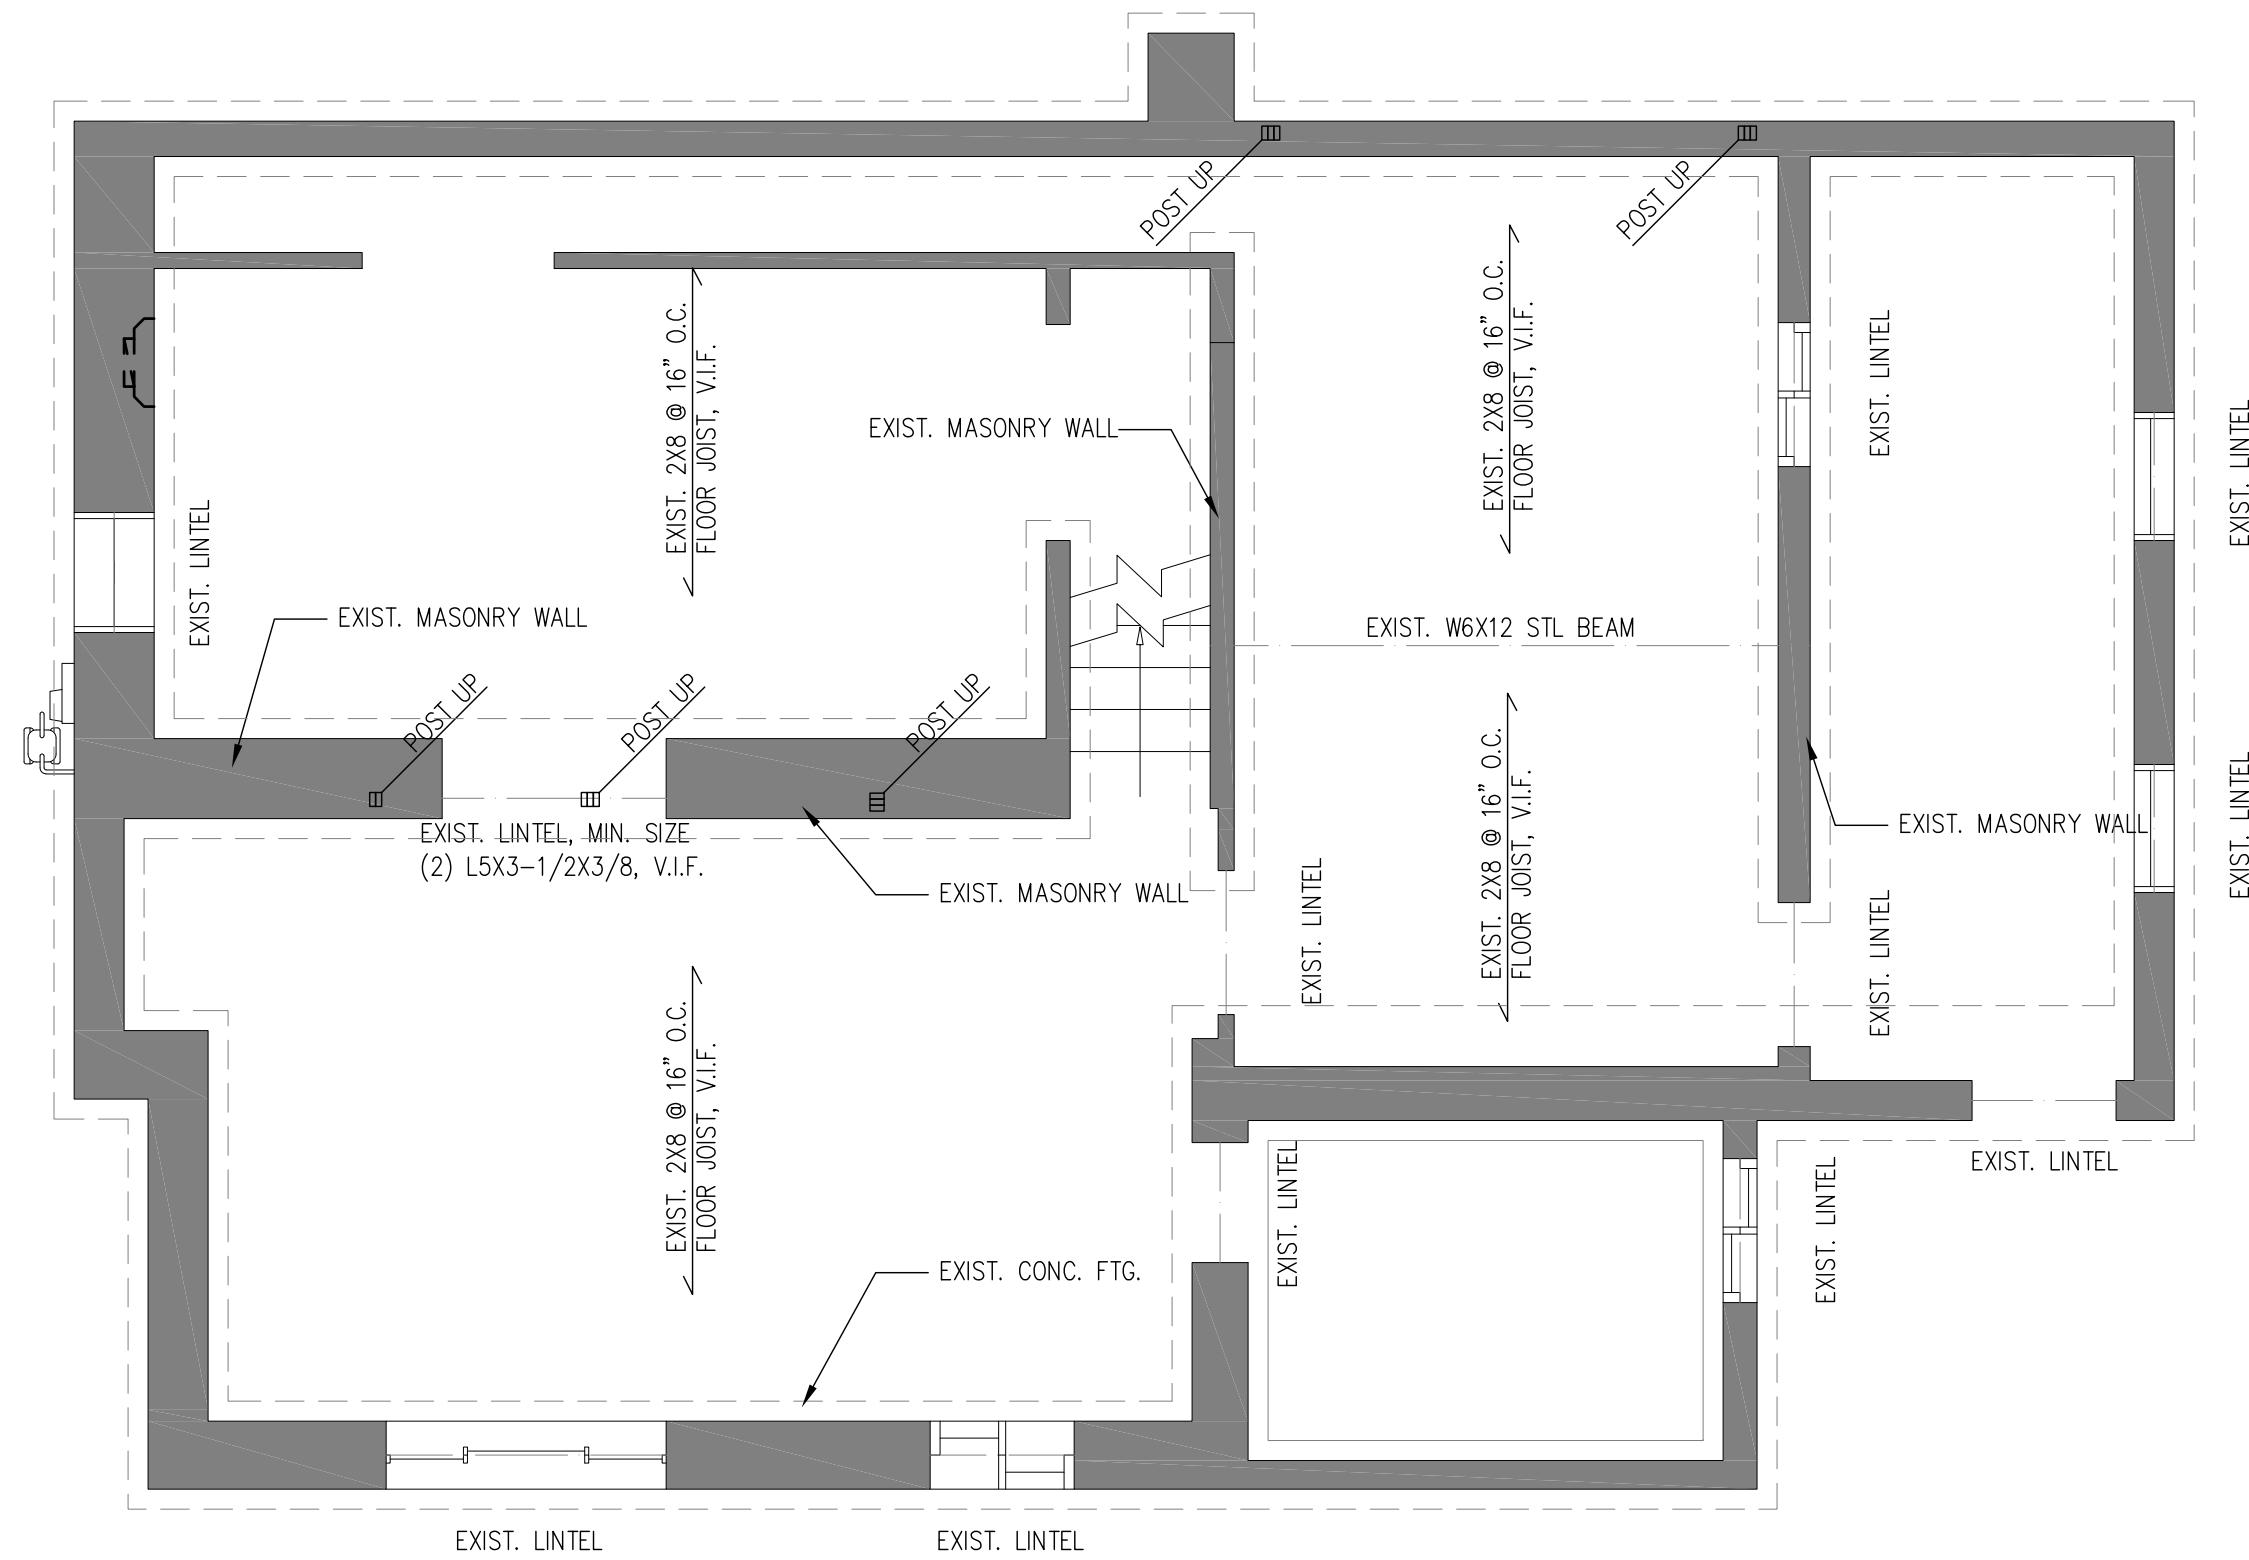 POST UP
POST UP
EXIST. 2X8 @ 16" O.C.
FLOOR JOIST, V.I.F.
EXIST. 2X8 @ 16" O.C.
FLOOR JOIST, V.I.F.
EXIST. LINTEL
EXIST. LINTEL
EXIST. MASONRY WALL
EXIST. LINTEL
EXIST. MASONRY WALL
EXIST. W6X12 STL BEAM
POST UP
POST UP
POST UP
EXIST. LINTEL, MIN. SIZE
(2) L5X3-1/2X3/8, V.I.F.
EXIST. MASONRY WALL
EXIST. 2X8 @ 16" O.C.
FLOOR JOIST, V.I.F.
EXIST. MASONRY WALL
EXIST. LINTEL
EXIST. LINTEL
EXIST. LINTEL
EXIST. 2X8 @ 16" O.C.
FLOOR JOIST, V.I.F.
EXIST. LINTEL
EXIST. LINTEL
EXIST. LINTEL
EXIST. CONC. FTG.
EXIST. LINTEL
EXIST. LINTEL